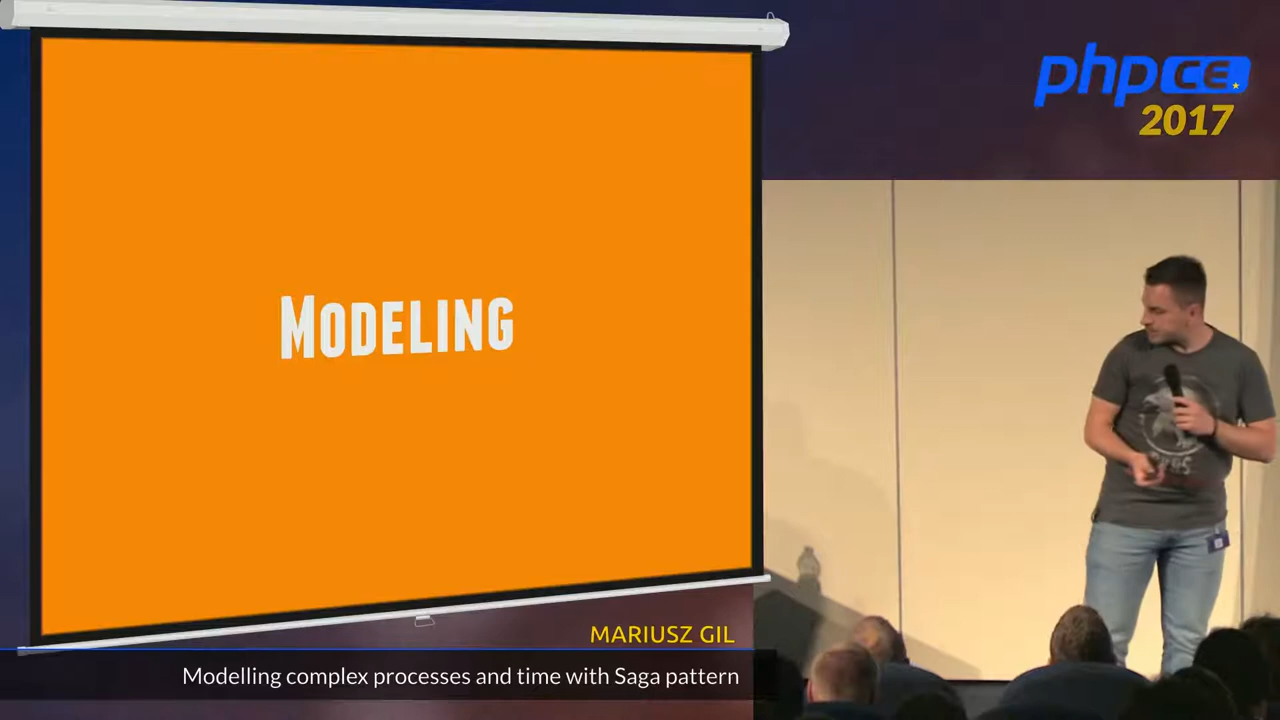 MODELING
phpCE
2017
MARIUSZ GIL
Modelling complex processes and time with Saga pattern